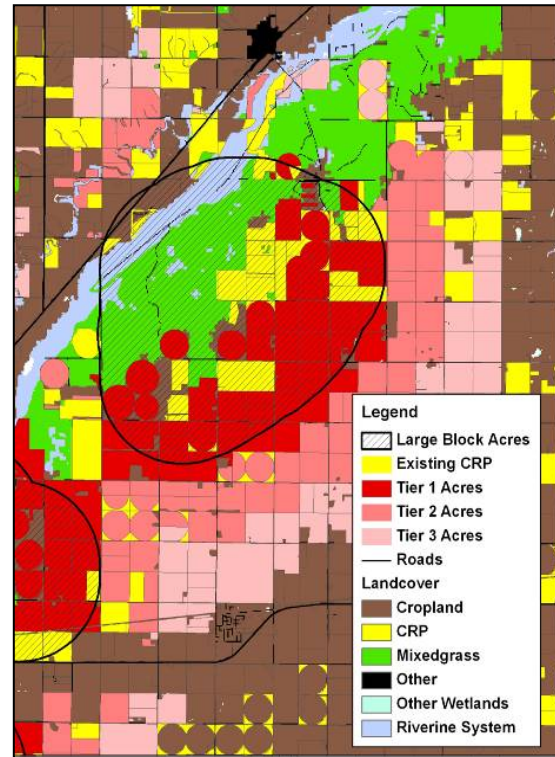 Legend
Large Block Acres
Existing CRP
Tier 1 Acres
Tier 2 Acres
Tier 3 Acres
Roads
Landcover
Cropland
CRP
Mixedgrass
Other
Other Wetlands
Riverine System